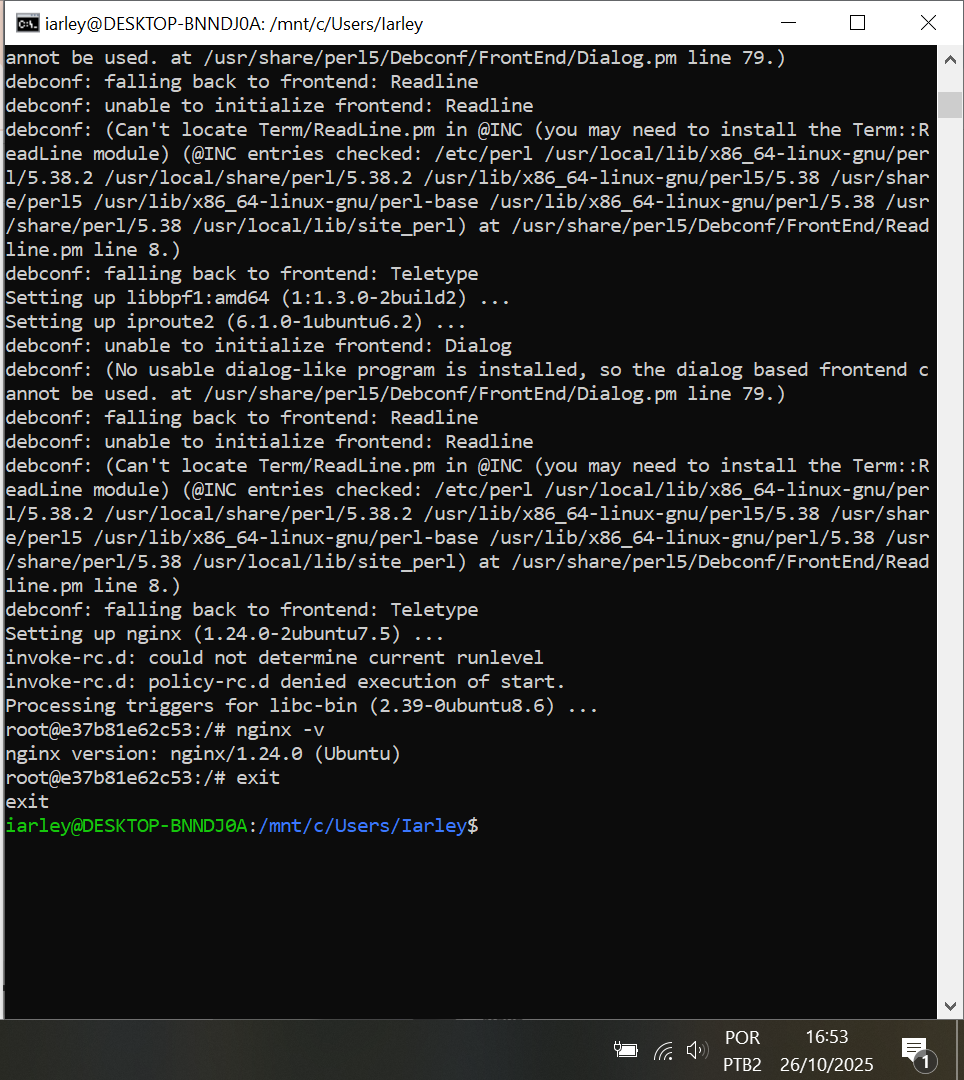 iarley@DESKTOP-BNNDJ0A: /mnt/c/Users/Iarley
annot be used. at /usr/share/perl5/Debconf/FrontEnd/Dialog.pm line 79.)
debconf: falling back to frontend: Readline
debconf: unable to initialize frontend: Readline
debconf: (Can't locate Term/ReadLine.pm in @INC (you may need to install the Term::R
eadLine module) (@INC entries checked: /etc/perl /usr/local/lib/x86_64-linux-gnu/per
l/5.38.2 /usr/local/share/perl/5.38.2 /usr/lib/x86_64-linux-gnu/perl5/5.38 /usr/shar
e/perl5 /usr/lib/x86_64-linux-gnu/perl-base /usr/lib/x86_64-linux-gnu/perl/5.38 /usr
/share/perl/5.38 /usr/local/lib/site_perl) at /usr/share/perl5/Debconf/FrontEnd/Read
line.pm line 8.)
debconf: falling back to frontend: Teletype
Setting up libbpf1:amd64 (1:1.3.0-2build2) ...
Setting up iproute2 (6.1.0-1ubuntu6.2) ...
debconf: unable to initialize frontend: Dialog
debconf: (No usable dialog-like program is installed, so the dialog based frontend c
annot be used. at /usr/share/perl5/Debconf/FrontEnd/Dialog.pm line 79.)
debconf: falling back to frontend: Readline
debconf: unable to initialize frontend: Readline
debconf: (Can't locate Term/ReadLine.pm in @INC (you may need to install the Term::R
eadLine module) (@INC entries checked: /etc/perl /usr/local/lib/x86_64-linux-gnu/per
l/5.38.2 /usr/local/share/perl/5.38.2 /usr/lib/x86_64-linux-gnu/perl5/5.38 /usr/shar
e/perl5 /usr/lib/x86_64-linux-gnu/perl-base /usr/lib/x86_64-linux-gnu/perl/5.38 /usr
/share/perl/5.38 /usr/local/lib/site_perl) at /usr/share/perl5/Debconf/FrontEnd/Read
line.pm line 8.)
debconf: falling back to frontend: Teletype
Setting up nginx (1.24.0-2ubuntu7.5) ...
invoke-rc.d: could not determine current runlevel
invoke-rc.d: policy-rc.d denied execution of start.
Processing triggers for libc-bin (2.39-0ubuntu8.6) ...
root@e37b81e62c53:/# nginx -v
nginx version: nginx/1.24.0 (Ubuntu)
root@e37b81e62c53:/# exit
exit
iarley@DESKTOP-BNNDJ0A:/mnt/c/Users/Iarley$
POR 16:53
PTB2 26/10/2025 1